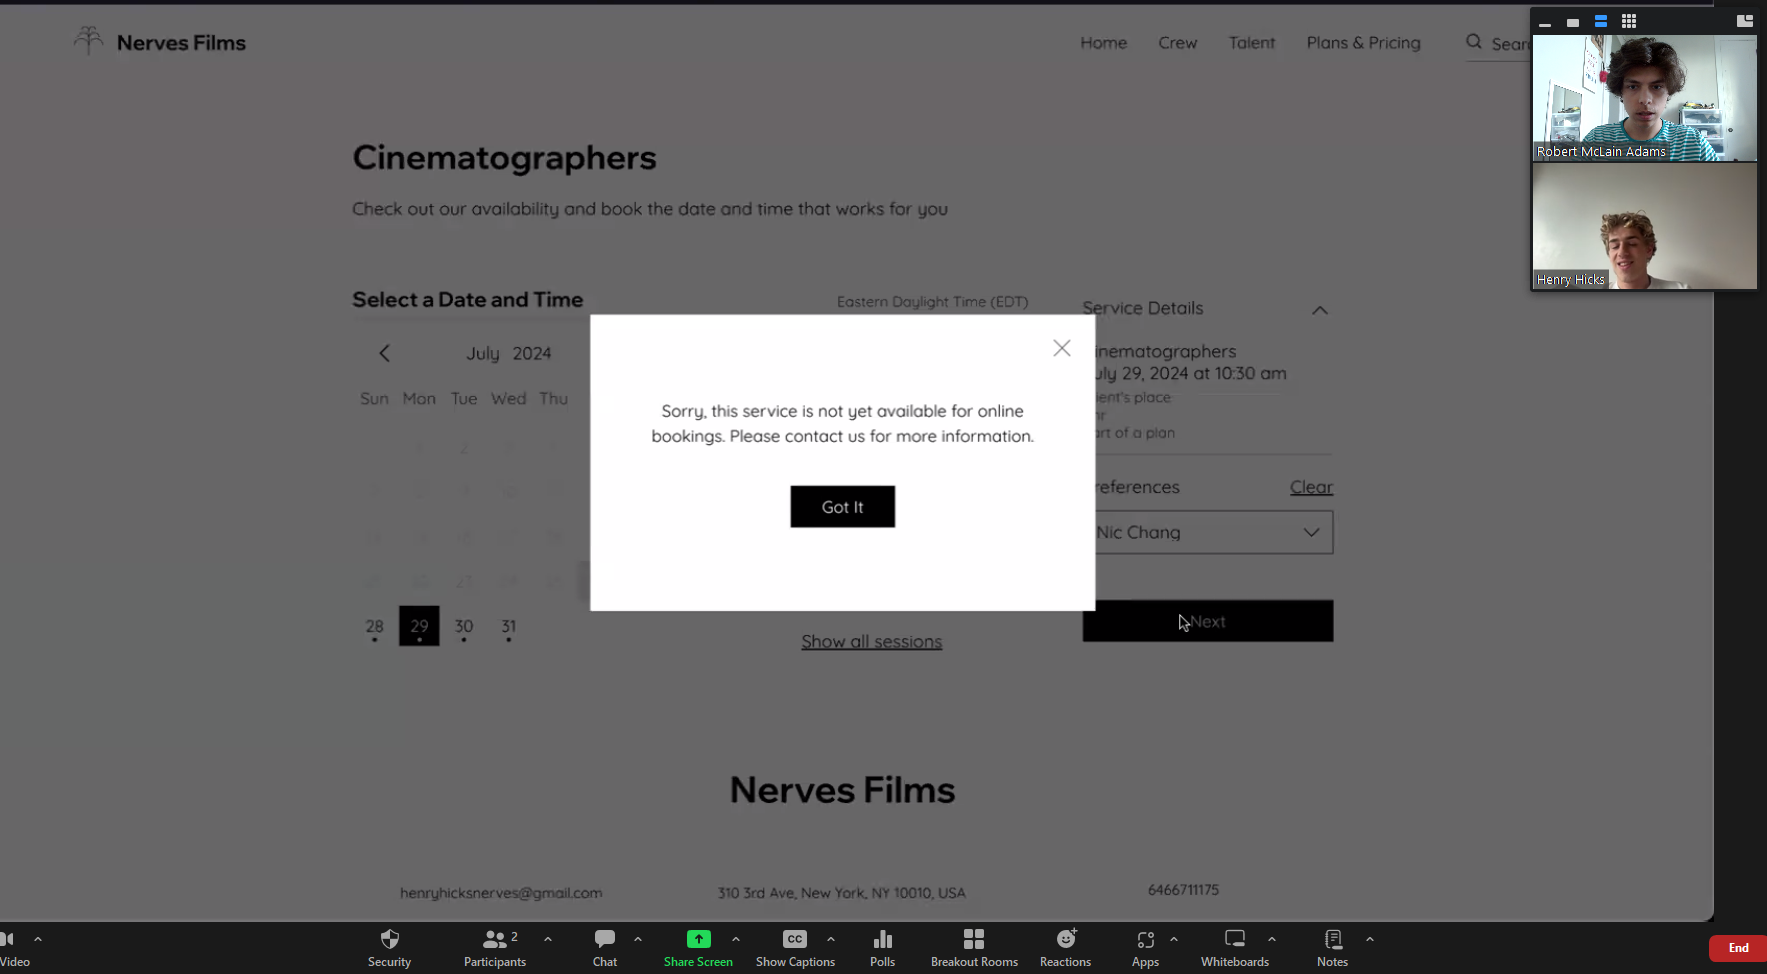 Nerves Films
Home Crew Talent Plans & Pricing
Robert McLain Adams
Henry Hicks
Cinematographers
Check out our availability and book the date and time that works for you
Select a Date and Time
Eastern Daylight Time (EDT)
July 2024
Sun Mon Tue Wed Thu
2
28 29 30 31
Show all sessions
Sorry, this service is not yet available for online
bookings. Please contact us for more information.
Got It
Service Details
nematographers
uly 29, 2024 at 10:30 am
ent's place
hr
art of a plan
references
Clear
Nic Chang
Next
Nerves Films
henryhicksnerves@gmail.com
310 3rd Ave, New York, NY 10010, USA
6466711175
Video
Security
Participants 2
Chat
Share Screen
CC
Show Captions
Polls
Breakout Rooms
Reactions
Apps
Whiteboards
Notes
End